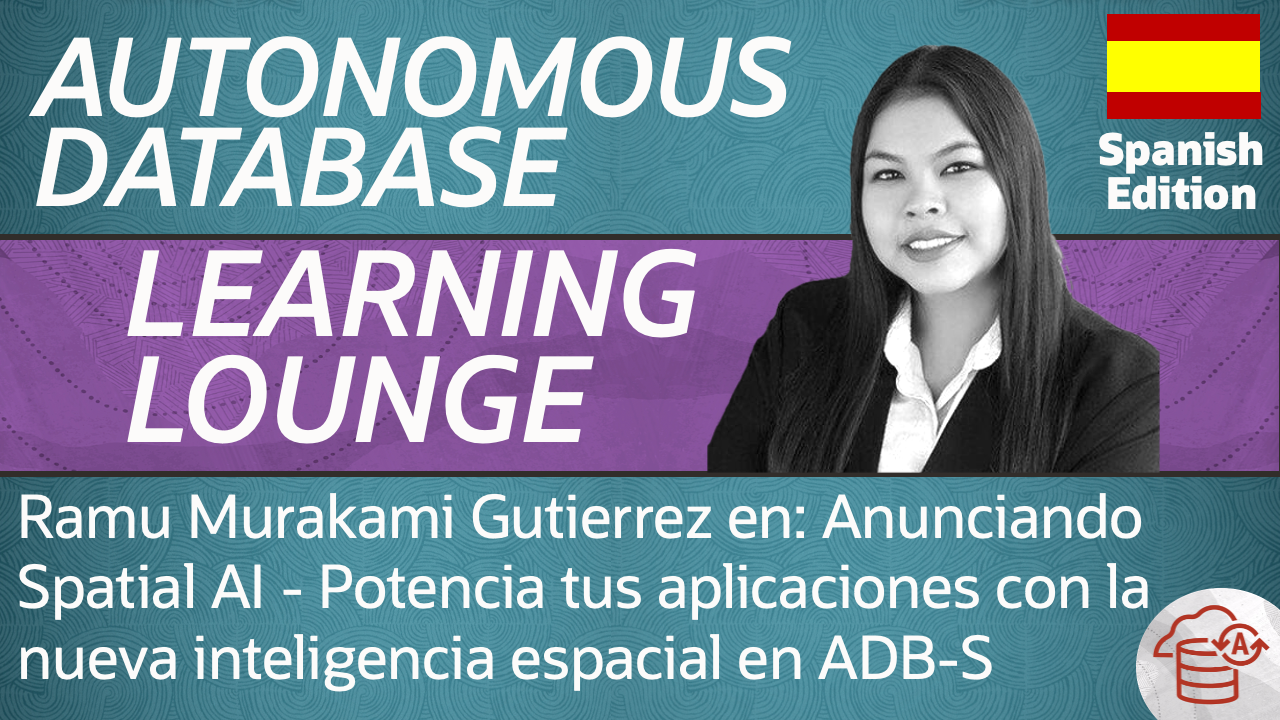 AUTONOMOUS
DATABASE
LEARNING
LOUNGE
Spanish
Edition
Ramu Murakami Gutierrez en: Anunciando
Spatial AI - Potencia tus aplicaciones con la
nueva inteligencia espacial en ADB-S
A